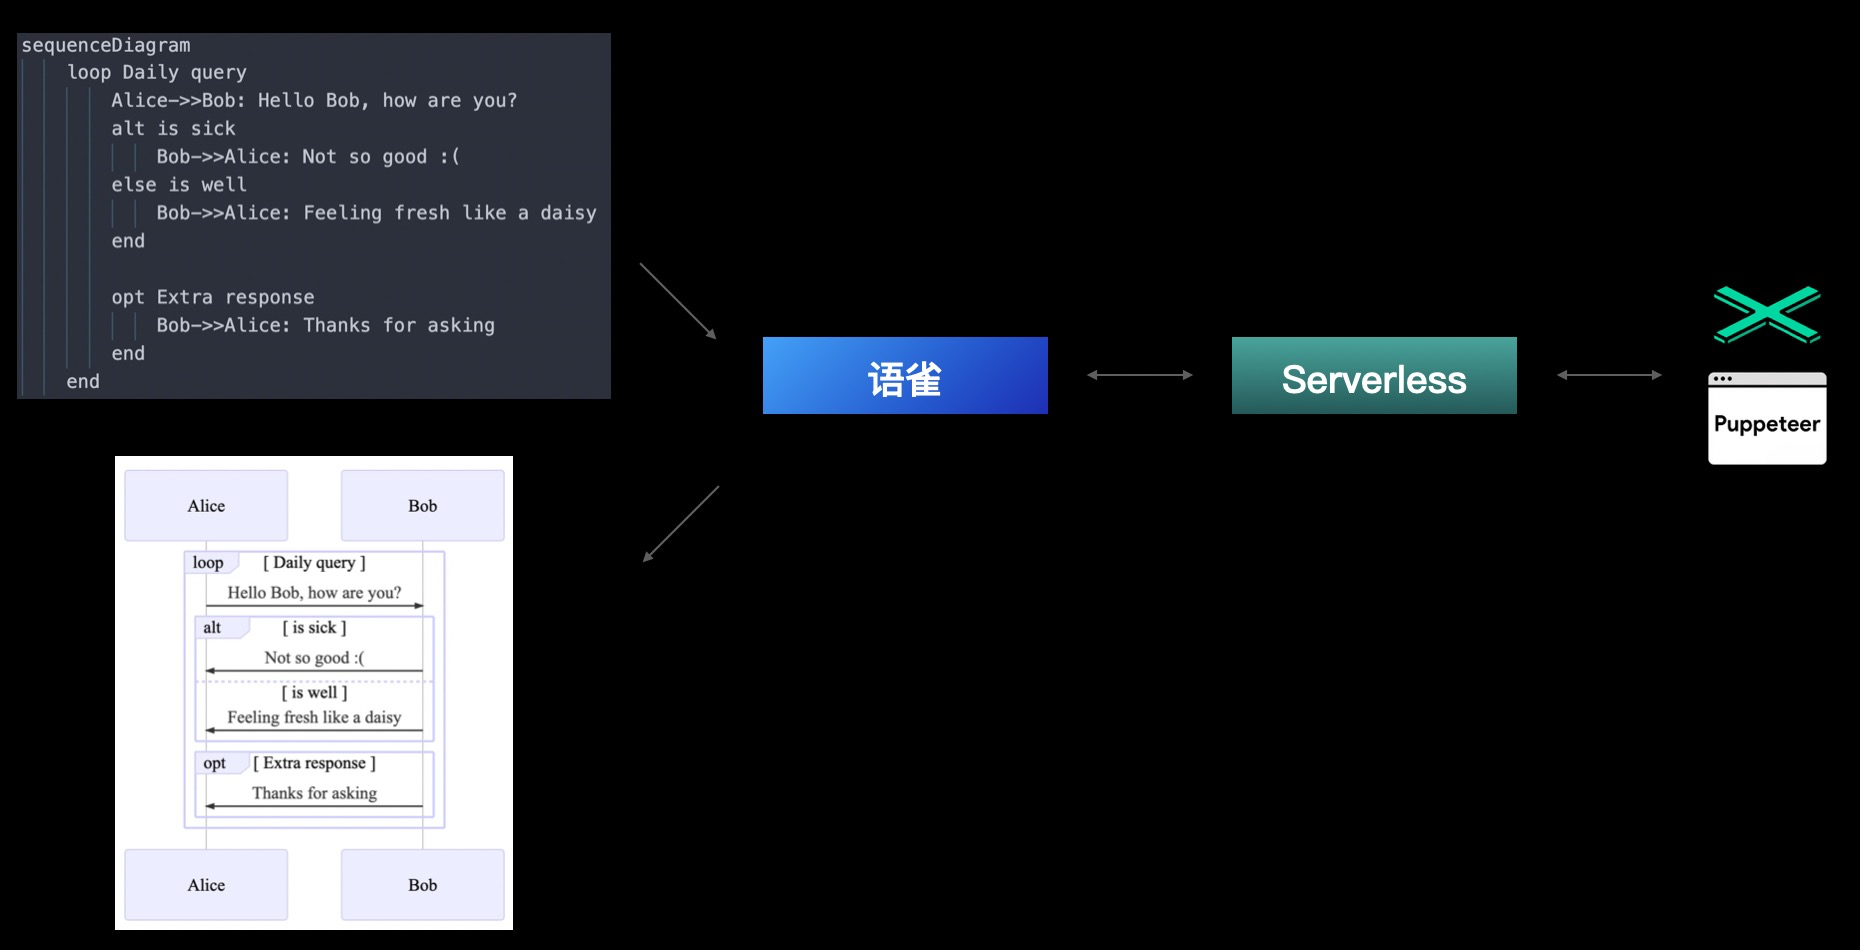 sequenceDiagram
loop Daily query
Alice->>Bob: Hello Bob, how are you?
alt is sick
Bob->>Alice: Not so good :(
else is well
Bob->>Alice: Feeling fresh like a daisy
end
opt Extra response
Bob->>Alice: Thanks for asking
end
end
语雀
Serverless
Puppeteer
Alice
Bob
loop
[ Daily query ]
Hello Bob, how are you?
alt
[ is sick ]
Not so good :(
[ is well ]
Feeling fresh like a daisy
opt
[ Extra response ]
Thanks for asking
Alice
Bob